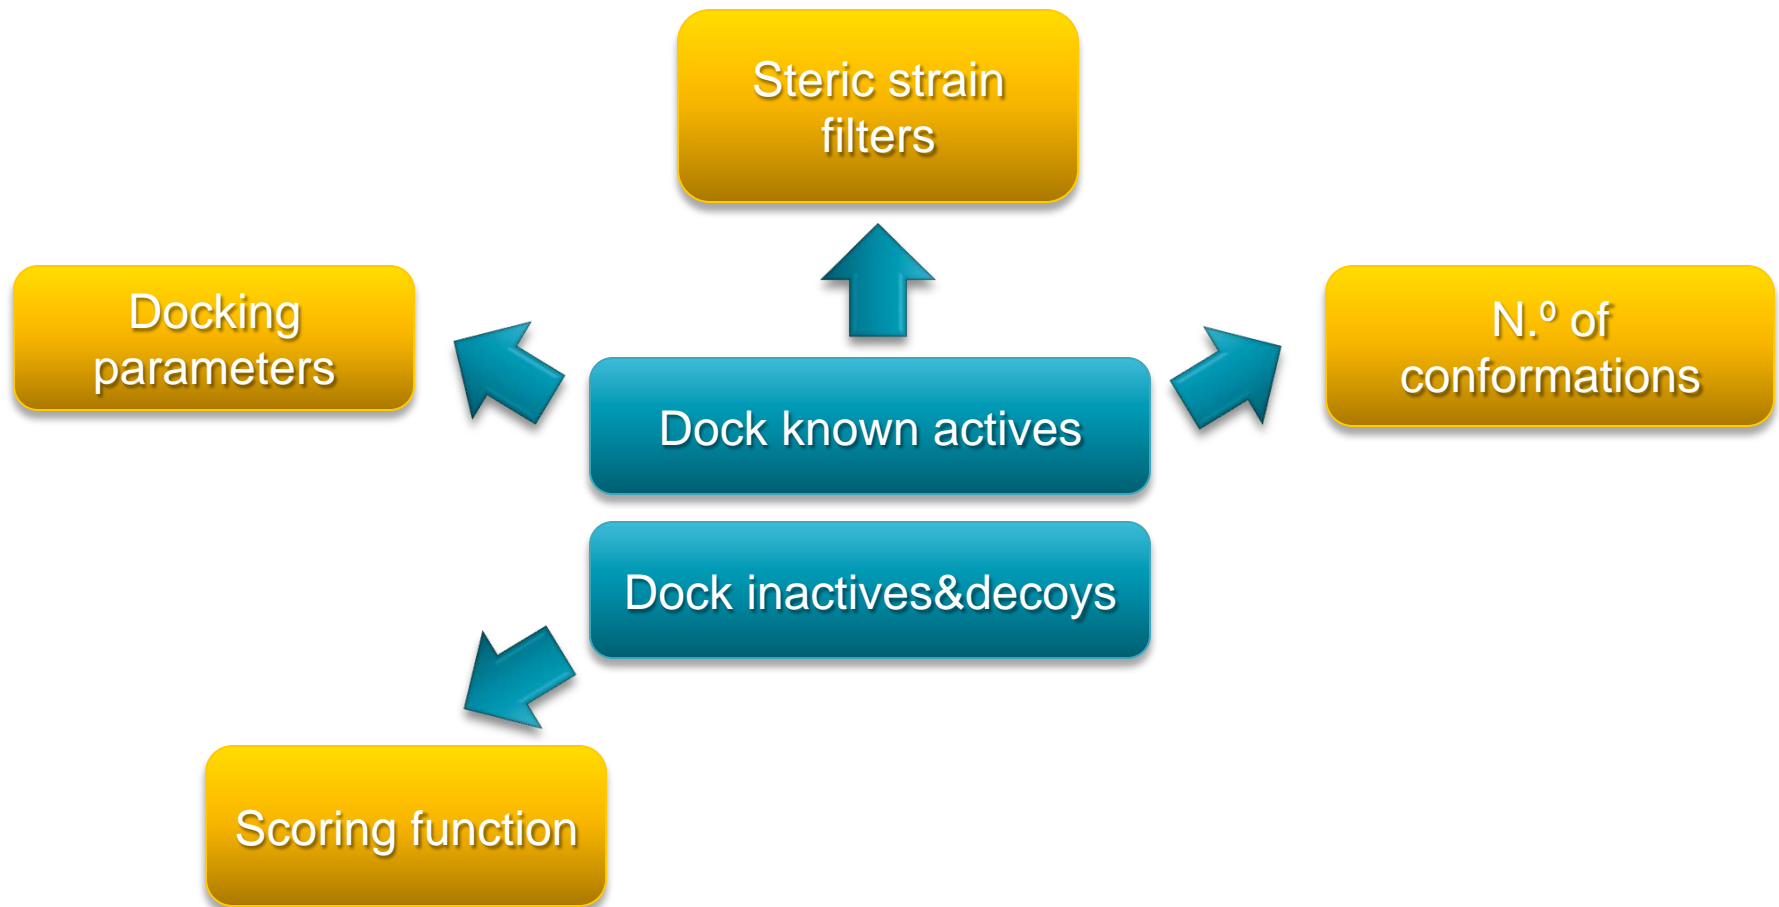 Steric strain
filters
Docking
parameters
N.º of
conformations
Dock known actives
Dock inactives&decoys
Scoring function